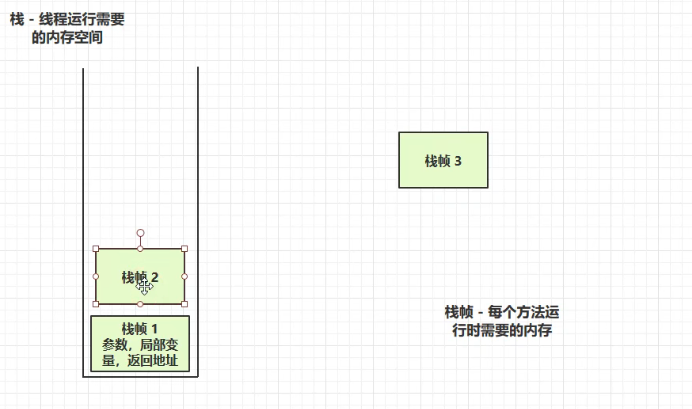 栈 - 线程运行需要
的内存空间
栈帧 3
栈帧 2
栈帧 1
参数，局部变
量，返回地址
栈帧 - 每个方法运
行时需要的内存